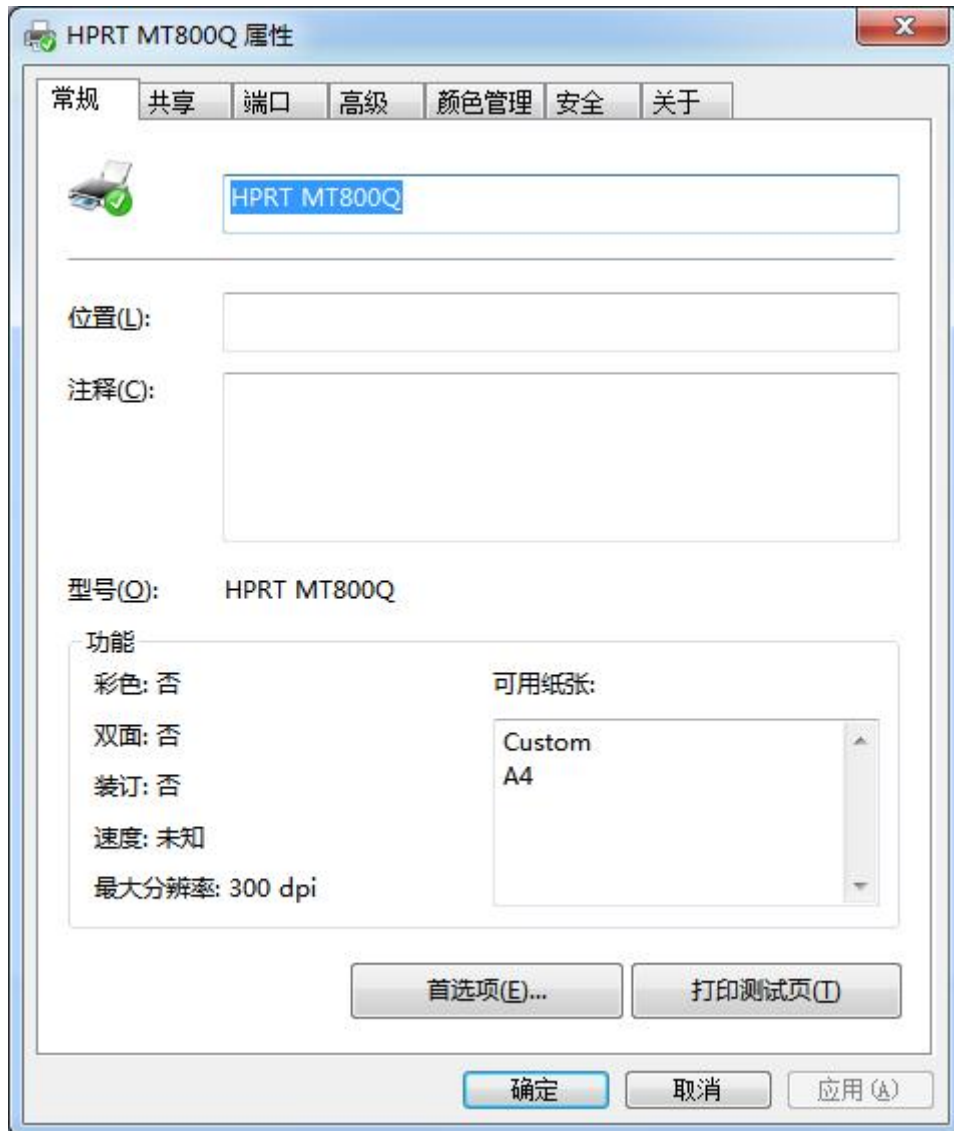 HPRT MT800Q 属性
常规 共享 端口 高级 颜色管理 安全 关于
HPRT MT800Q
位置(L):
注释(C):
型号(O): HPRT MT800Q
功能
彩色: 否 可用纸张:
双面: 否 Custom
装订: 否 A4
速度: 未知
最大分辨率: 300 dpi
首选项(E)... 打印测试页(T)
确定 取消 应用(A)